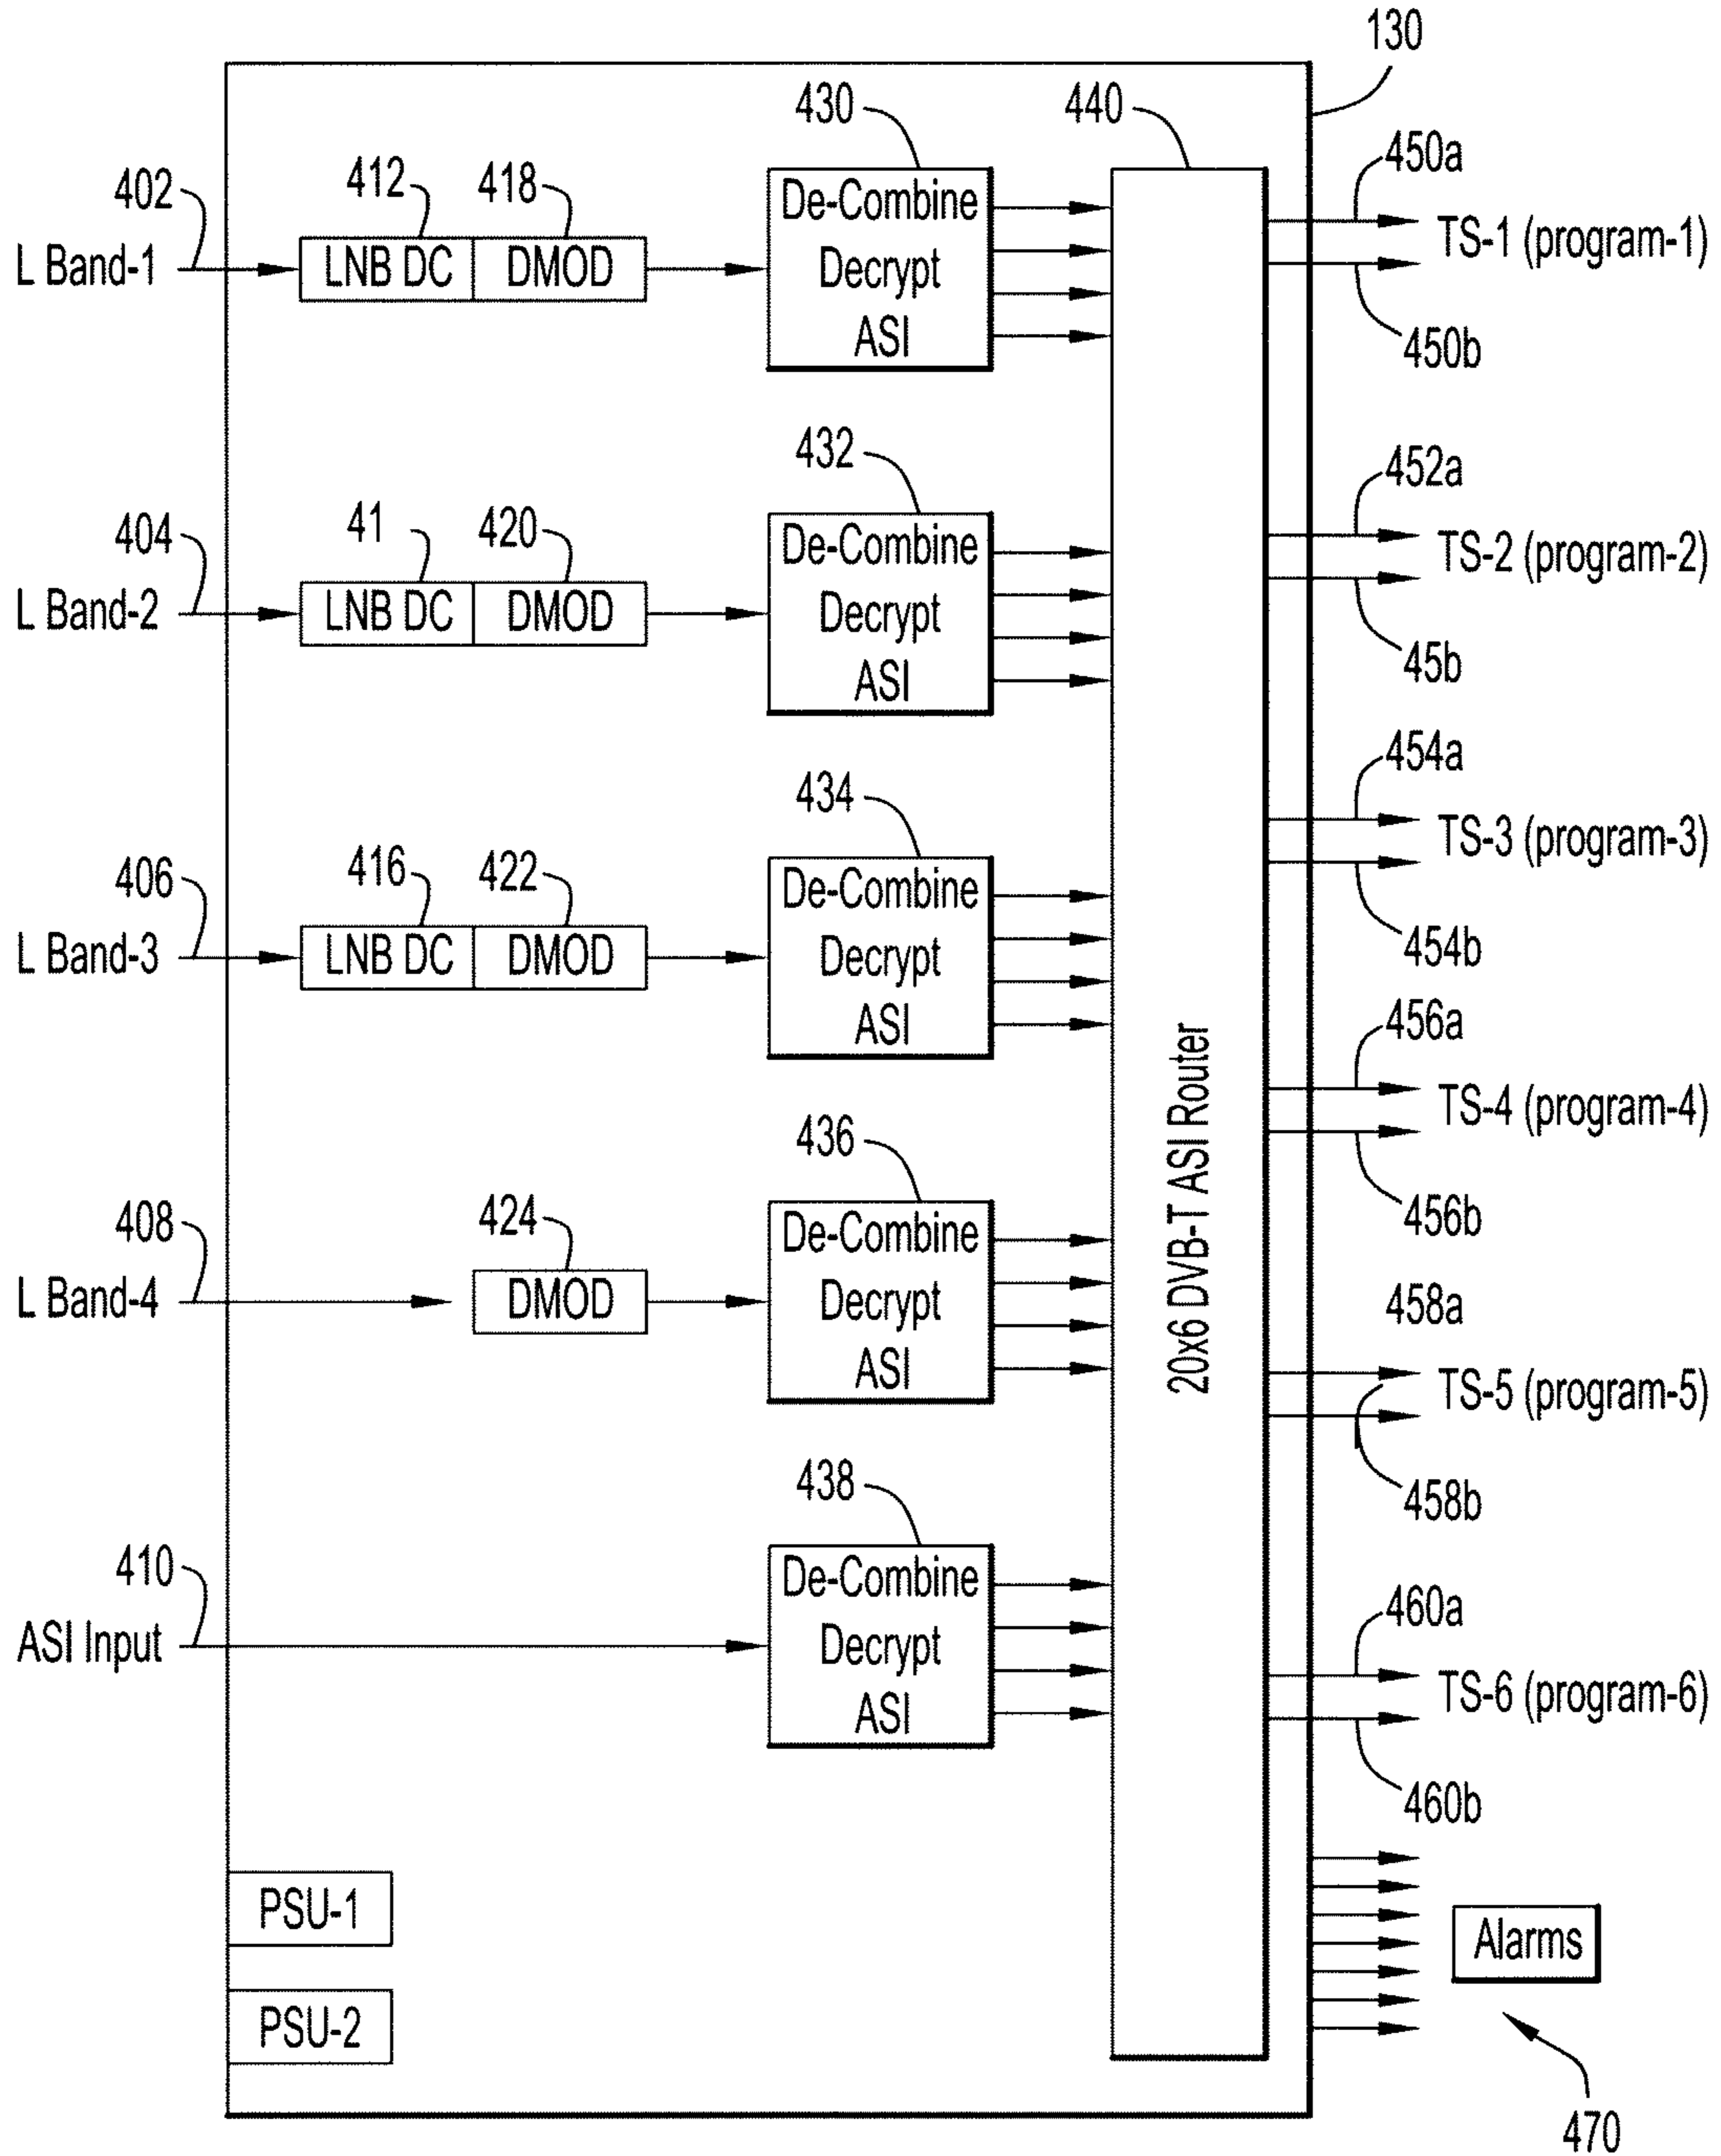 130
430
440
450a
412
418
402
De-Combine
Decrypt
ASI
TS-1 (program-1)
L Band-1
LNB DC
DMOD
450b
432
452a
41
420
404
De-Combine
Decrypt
ASI
TS-2 (program-2)
L Band-2
LNB DC
DMOD
45b
434
454a
416
422
406
De-Combine
Decrypt
ASI
TS-3 (program-3)
L Band-3
LNB DC
DMOD
454b
20x6 DVB-T ASI Router
456a
436
TS-4 (program-4)
424
408
De-Combine
Decrypt
ASI
456b
L Band-4
DMOD
458a
TS-5 (program-5)
438
458b
410
De-Combine
Decrypt
ASI
460a
ASI Input
TS-6 (program-6)
460b
PSU-1
Alarms
PSU-2
470